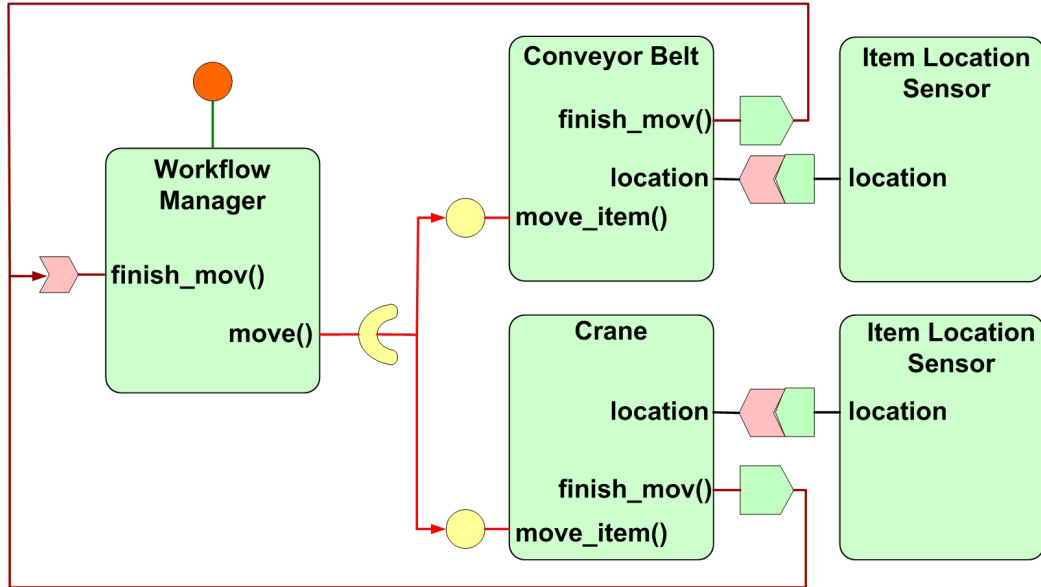 Workflow
Manager
finish_mov()
move()
Conveyor Belt
finish_mov()
location
move_item()
Item Location
Sensor
location
Crane
location
finish_mov()
move_item()
Item Location
Sensor
location